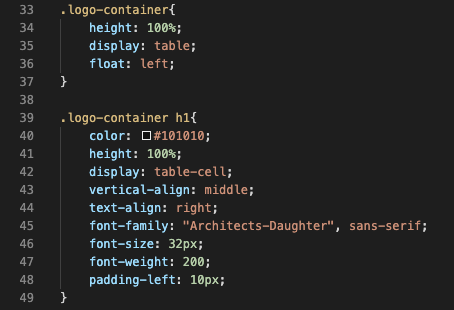 33 .logo-container{
34     height: 100%;
35     display: table;
36     float: left;
37 }
38
39 .logo-container h1{
40     color: #101010;
41     height: 100%;
42     display: table-cell;
43     vertical-align: middle;
44     text-align: right;
45     font-family: "Architects-Daughter", sans-serif;
46     font-size: 32px;
47     font-weight: 200;
48     padding-left: 10px;
49 }